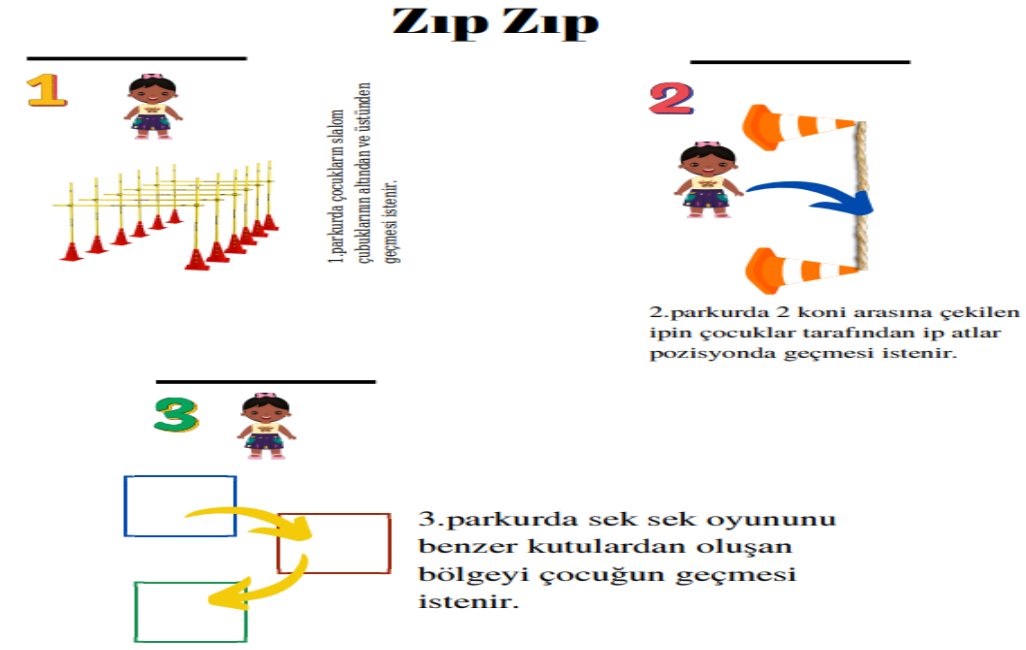 Zıp Zıp
1
1.parkurda çocukların slalom
çubuklarının altından ve üstünden
geçmesi istenir.
2
2.parkurda 2 koni arasına çekilen
ipin çocuklar tarafından ip atlar
pozisyonda geçmesi istenir.
3
3.parkurda sek sek oyununu
benzer kutulardan oluşan
bölgeyi çocuğun geçmesi
istenir.